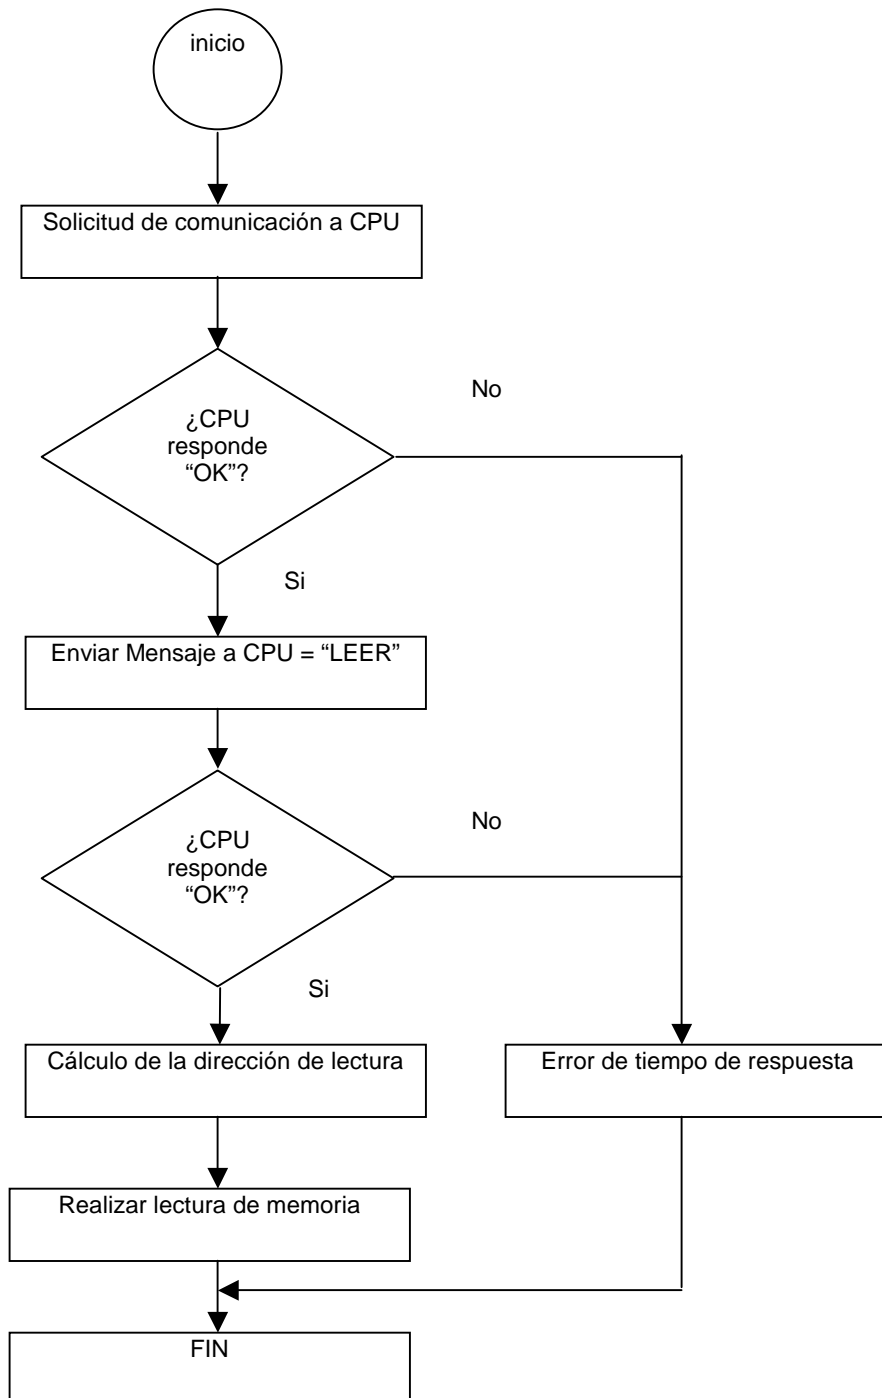 inicio
Solicitud de comunicación a CPU
¿CPU
responde
“OK”?
No
Si
Enviar Mensaje a CPU = “LEER”
¿CPU
responde
“OK”?
No
Si
Cálculo de la dirección de lectura
Error de tiempo de respuesta
Realizar lectura de memoria
FIN